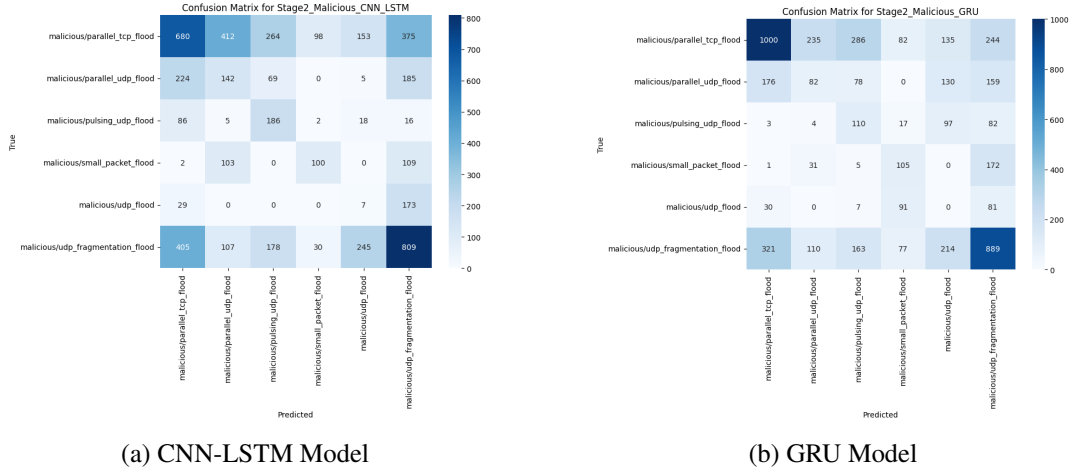 Confusion Matrix for Stage2_Malicious_CNN_LSTM
malicious/parallel_tcp_flood 680 412 264 98 153 375
malicious/parallel_udp_flood 224 142 69 0 5 185
malicious/pulsing_udp_flood 86 5 186 2 18 16
malicious/small_packet_flood 2 103 0 100 0 109
malicious/udp_flood 29 0 0 0 7 173
malicious/udp_fragmentation_flood 405 107 178 30 245 809
True
malicious/parallel_tcp_flood
malicious/parallel_udp_flood
malicious/pulsing_udp_flood
malicious/small_packet_flood
malicious/udp_flood
malicious/udp_fragmentation_flood
Predicted
800
700
600
500
400
300
200
100
0
(a) CNN-LSTM Model
Confusion Matrix for Stage2_Malicious_GRU
malicious/parallel_tcp_flood 1000 235 286 82 135 244
malicious/parallel_udp_flood 176 82 78 0 130 159
malicious/pulsing_udp_flood 3 4 110 17 97 82
malicious/small_packet_flood 1 31 5 105 0 172
malicious/udp_flood 30 0 7 91 0 81
malicious/udp_fragmentation_flood 321 110 163 77 214 889
True
malicious/parallel_tcp_flood
malicious/parallel_udp_flood
malicious/pulsing_udp_flood
malicious/small_packet_flood
malicious/udp_flood
malicious/udp_fragmentation_flood
Predicted
1000
800
600
400
200
0
(b) GRU Model